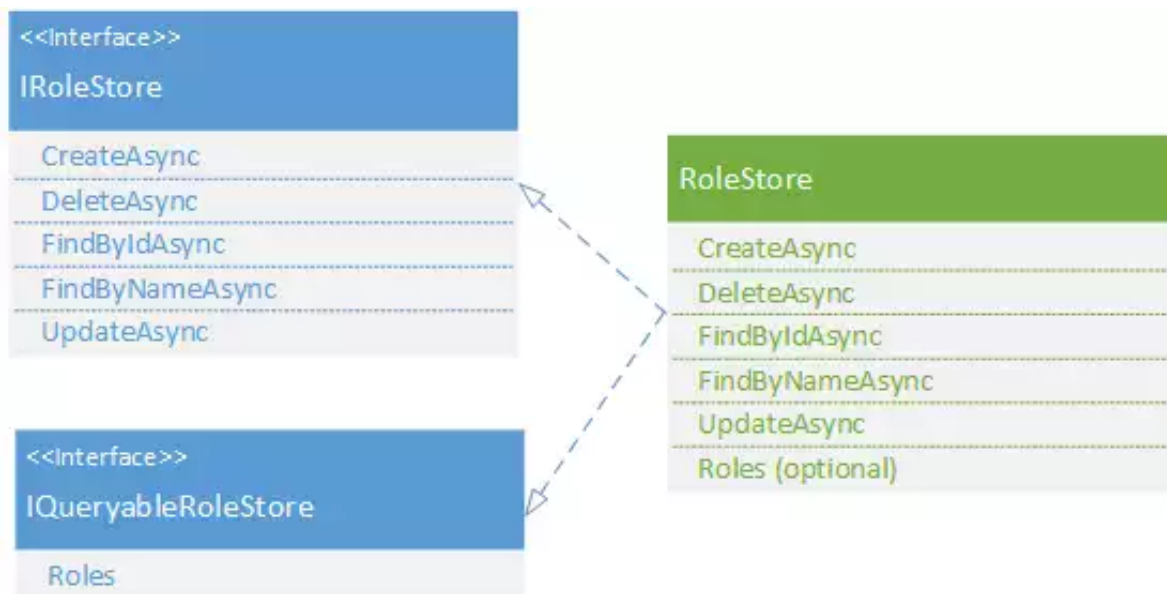 <<Interface>>
IRoleStore
CreateAsync
DeleteAsync
FindByIdAsync
FindByNameAsync
UpdateAsync
RoleStore
CreateAsync
DeleteAsync
FindByIdAsync
FindByNameAsync
UpdateAsync
Roles (optional)
<<Interface>>
IQueryableRoleStore
Roles